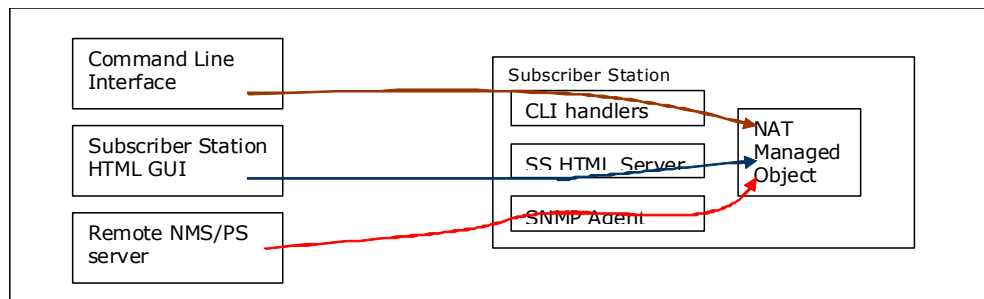 Command Line
Interface
Subscriber Station
HTML GUI
Remote NMS/PS
server
Subscriber Station
CLI handlers
SS HTML Server
SNMP Agent
NAT
Managed
Object